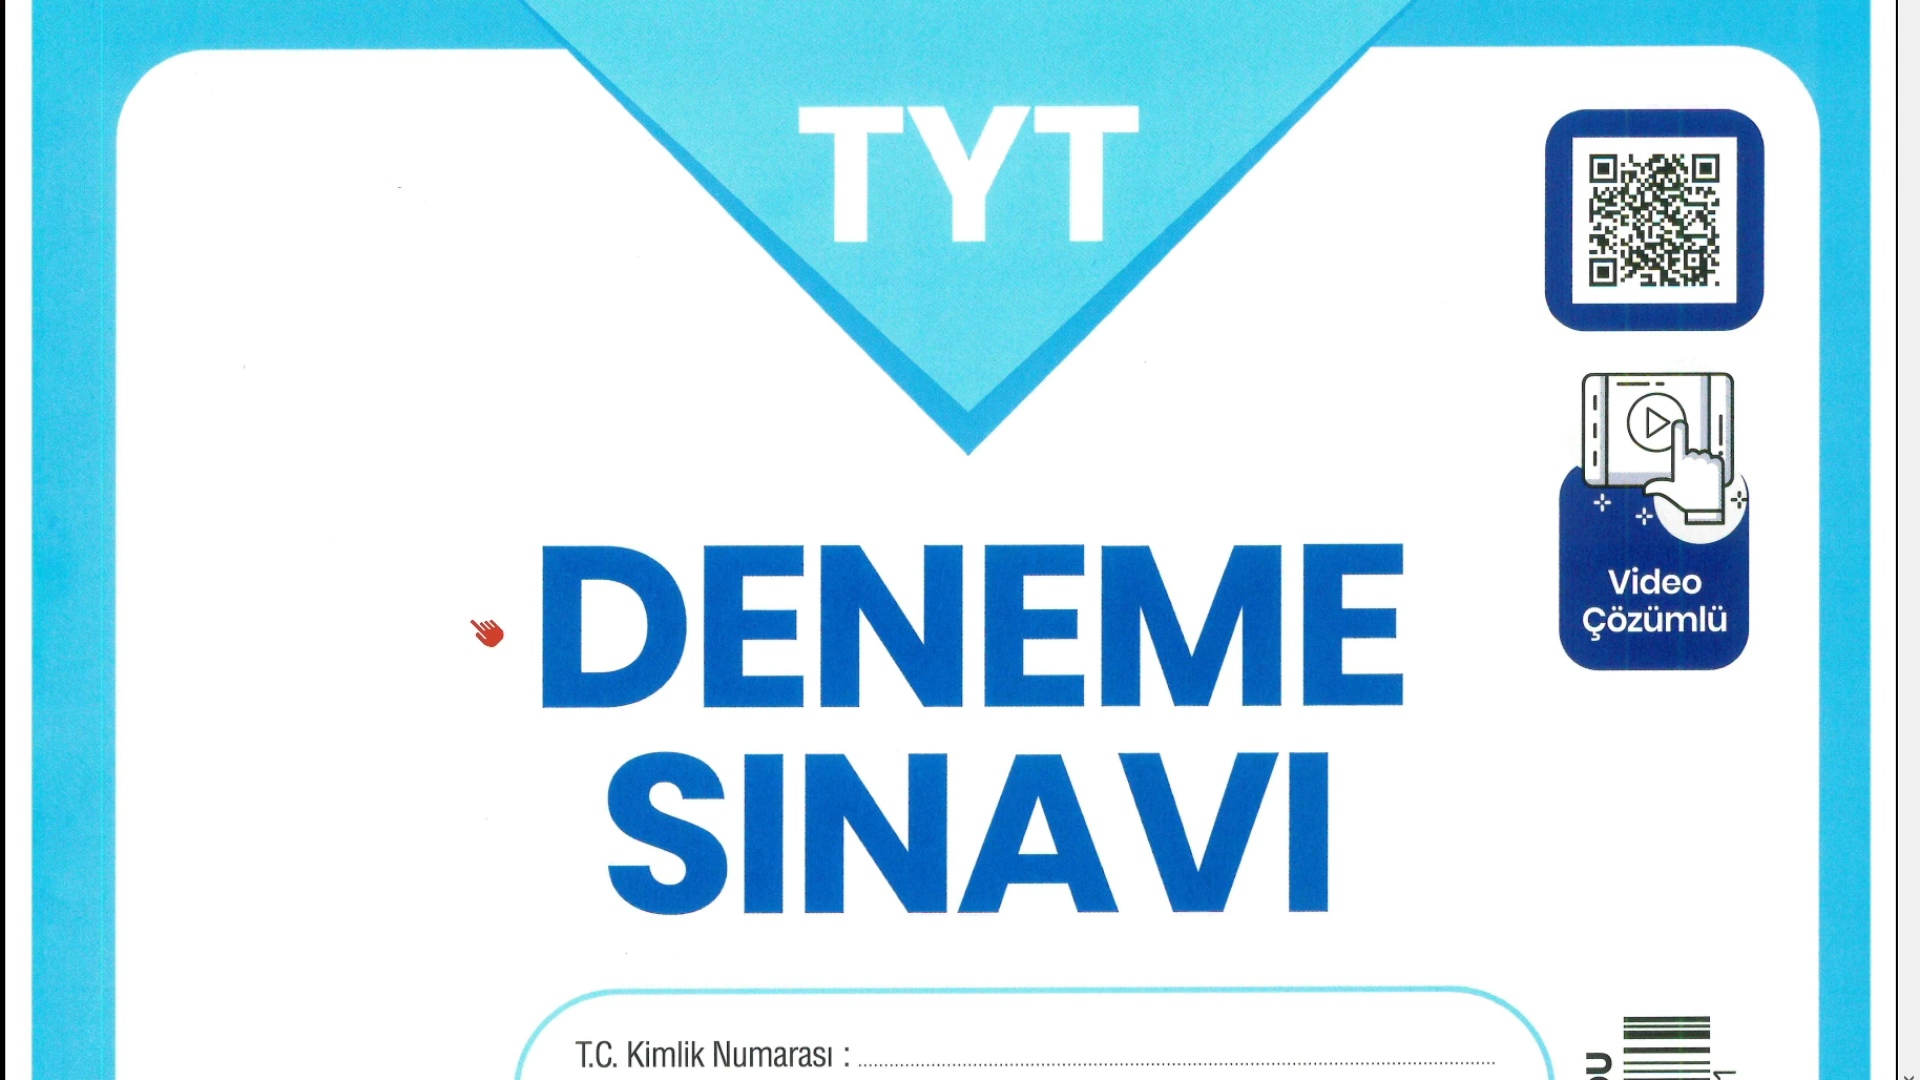 TYT
DENEME
SINAVI
Video
Çözümlü
T.C. Kimlik Numarası :